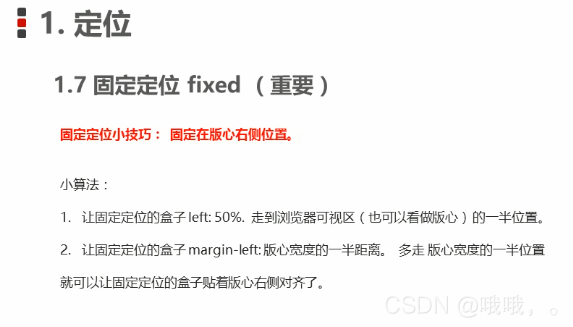 1. 定位
1.7 固定定位 fixed （重要）
固定定位小技巧： 固定在版心右侧位置。
小算法：
1. 让固定定位的盒子 left: 50%. 走到浏览器可视区（也可以看做版心）的一半位置。
2. 让固定定位的盒子 margin-left: 版心宽度的一半距离。 多走 版心宽度的一半位置
就可以让固定定位的盒子贴着版心右侧对齐了。
CSDN @哦哦，。